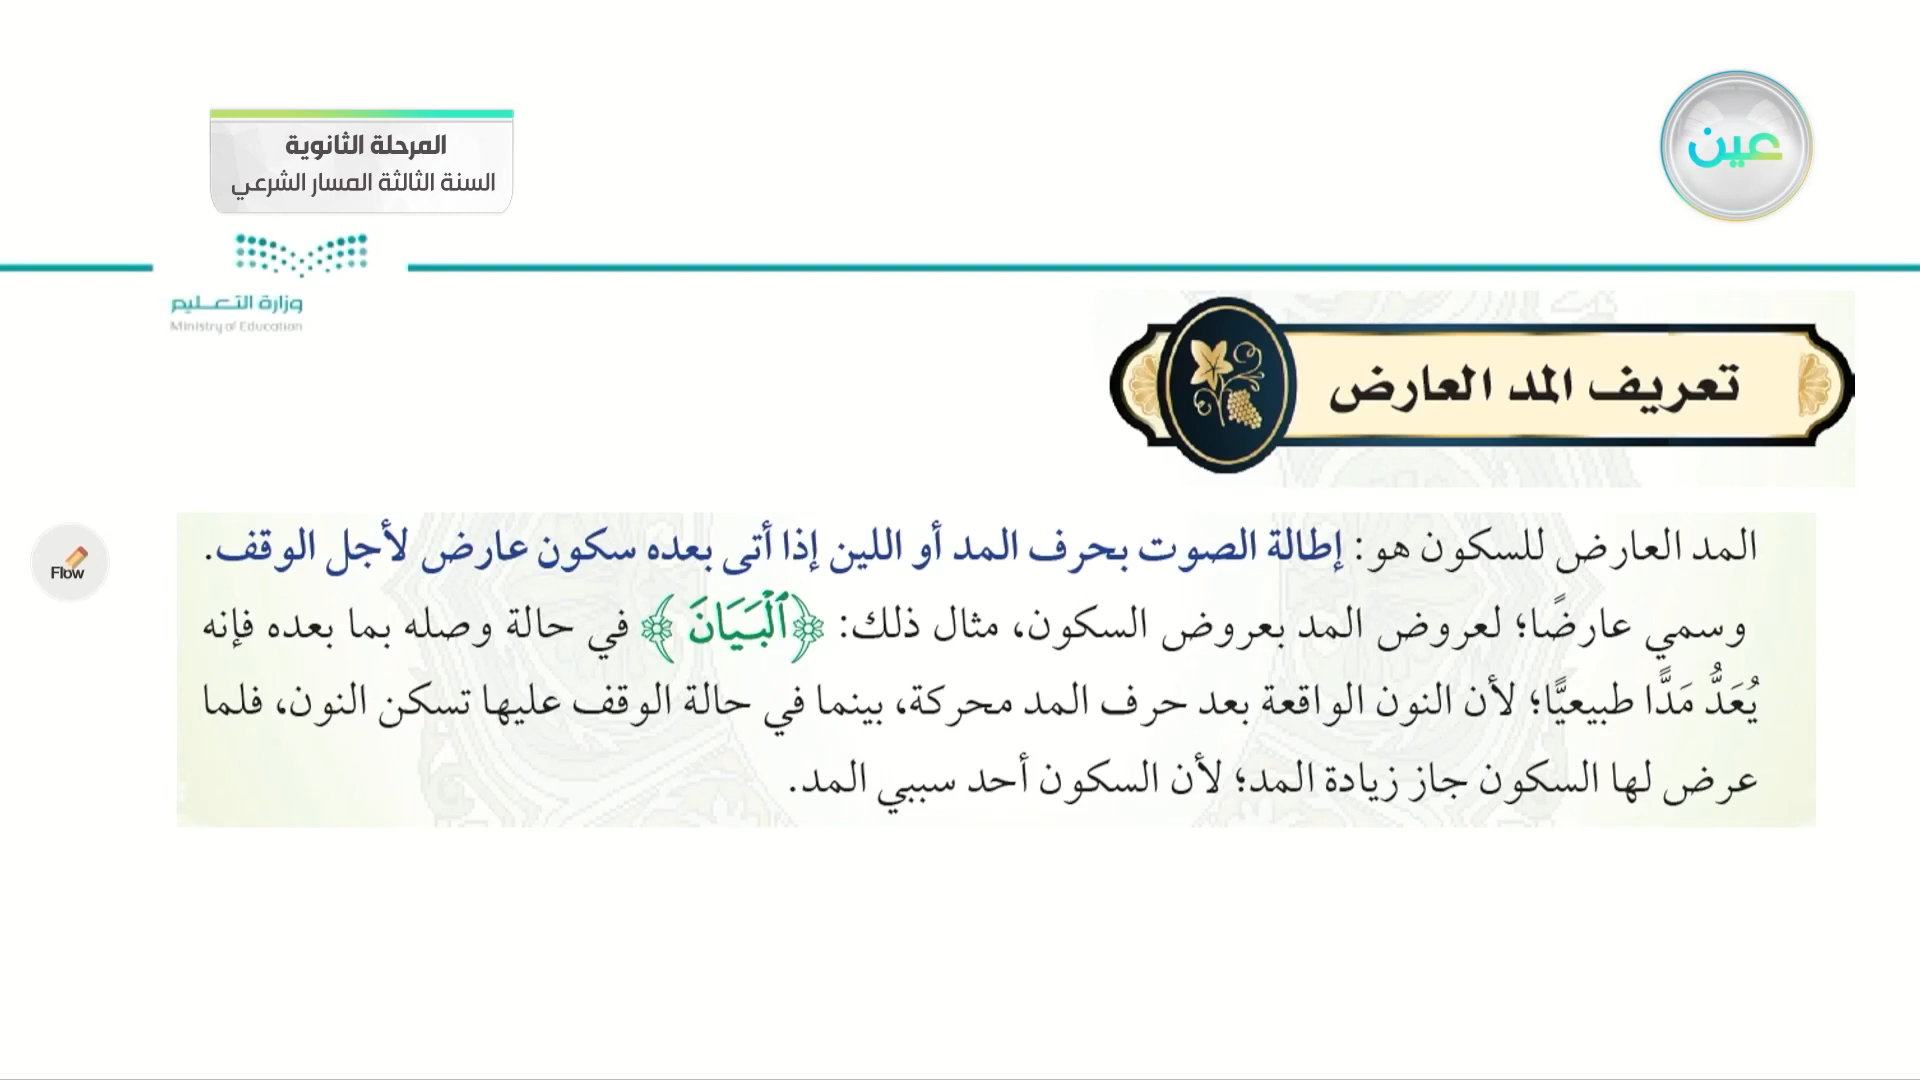 عين
المرحلة الثانوية
السنة الثالثة المسار الشرعي
وزارة التعـــليم
Ministry of Education
تعريف المد العارض
Flow
المد العارض للسكون هو: إطالة الصوت بحرف المد أو اللين إذا أتى بعده سكون عارض لأجل الوقف.
وسمي عارضًا؛ لعروض المد بعروض السكون، مثال ذلك: ﴿ٱلْبَيَانَ﴾ في حالة وصله بما بعده فإنه
يُعَدُّ مَدًّا طبيعيًّا؛ لأن النون الواقعة بعد حرف المد محركة، بينما في حالة الوقف عليها تسكن النون، فلما
عرض لها السكون جاز زيادة المد؛ لأن السكون أحد سببي المد.